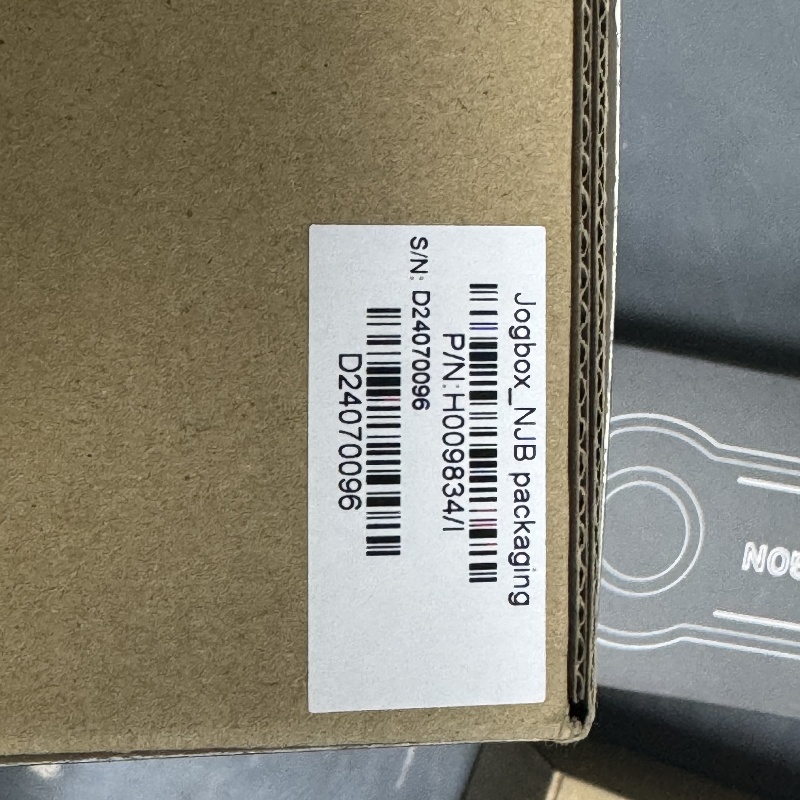 Jogbox_NJB packaging
P/N:H009834/I
S/N: D24070096
D24070096